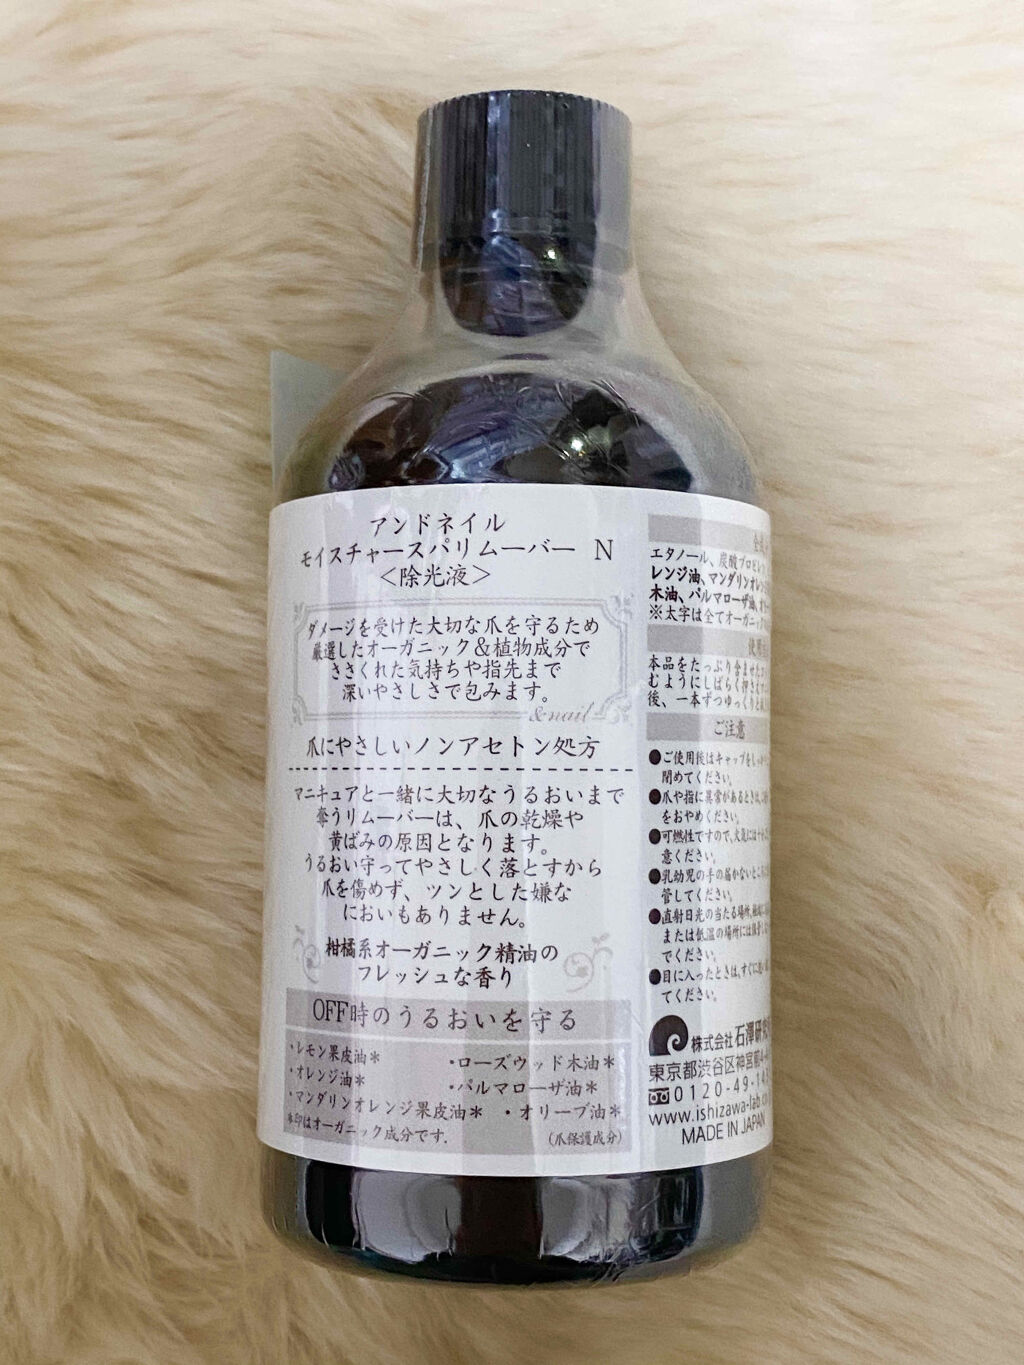 アンドネイル
モイスチャースパリムーバー N
＜除光液＞
ダメージを受けた大切な爪を守るため
厳選したオーガニック＆植物成分で
ささくれた気持ちや指先まで
深いやさしさで包みます。
&nail
爪にやさしいノンアセトン処方
マニキュアと一緒に大切なうるおいまで
奪うリムーバーは、爪の乾燥や
黄ばみの原因となります。
うるおい守ってやさしく落とすから
爪を傷めず、ツンとした嫌な
においもありません。
柑橘系オーガニック精油の
フレッシュな香り
OFF時のうるおいを守る
・レモン果皮油＊ ・ローズウッド木油＊
・オレンジ油＊ ・パルマローザ油＊
・マンダリンオレンジ果皮油＊ ・オリーブ油＊
＊印はオーガニック成分です. (爪保護成分)
エタノール、炭酸プロピレ
レンジ油、マンダリンオレン
木油、パルマローザ油、オリー
※太字は全てオーガニック
使用
本品をたっぷり含ませたコ
むようにしばらく押さえ
後、一本ずつゆっくりと
ご注意
●ご使用後はキャップをしっかり
閉めてください。
●爪や指に異常があるときは、ご使
をおやめください。
●可燃性ですので、火気には十
意ください。
●乳幼児の手の届かないところに
管してください。
●直射日光の当たる場所、極端に
または低温の場所には保管しな
でください。
●目に入ったときは、すぐに洗い
てください。
株式会社 石澤研究
東京都渋谷区神宮前4-
0120-49-14
www.ishizawa-lab.co
MADE IN JAPAN